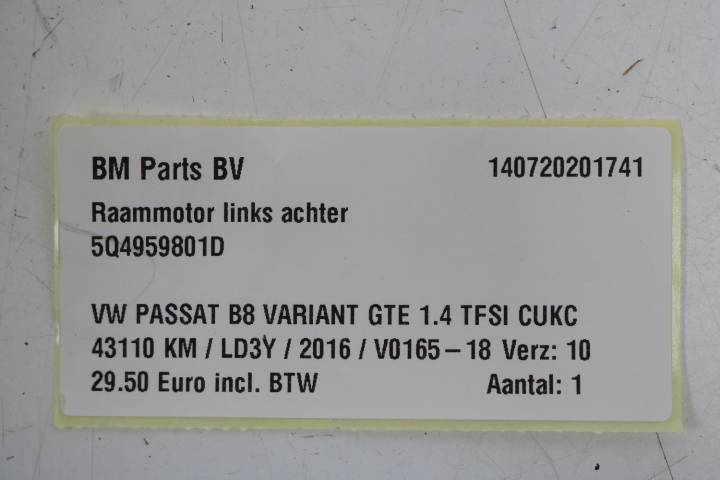 BM Parts BV 140720201741
Raammotor links achter
5Q4959801D
VW PASSAT B8 VARIANT GTE 1.4 TFSI CUKC
43110 KM / LD3Y / 2016 / V0165-18 Verz: 10
29.50 Euro incl. BTW Aantal: 1